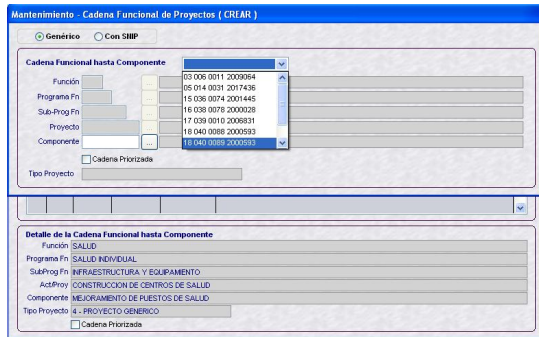 Mantenimiento - Cadena Funcional de Proyectos ( CREAR )
Genérico Con SNIP
Cadena Funcional hasta Componente
03 006 0011 2009064
05 014 0031 2017436
15 036 0074 2001445
16 038 0078 2000028
17 039 0010 2006831
18 040 0088 2000593
18 040 0089 2000593
Función ...
Programa Fn ...
Sub-Prog Fn ...
Proyecto ...
Componente ...
Cadena Priorizada
Tipo Proyecto
Detalle de la Cadena Funcional hasta Componente
Función SALUD
Programa Fn SALUD INDIVIDUAL
SubProg Fn INFRAESTRUCTURA Y EQUIPAMIENTO
Act/Proy CONSTRUCCION DE CENTROS DE SALUD
Componente MEJORAMIENTO DE PUESTOS DE SALUD
Tipo Proyecto 4 - PROYECTO GENERICO
Cadena Priorizada